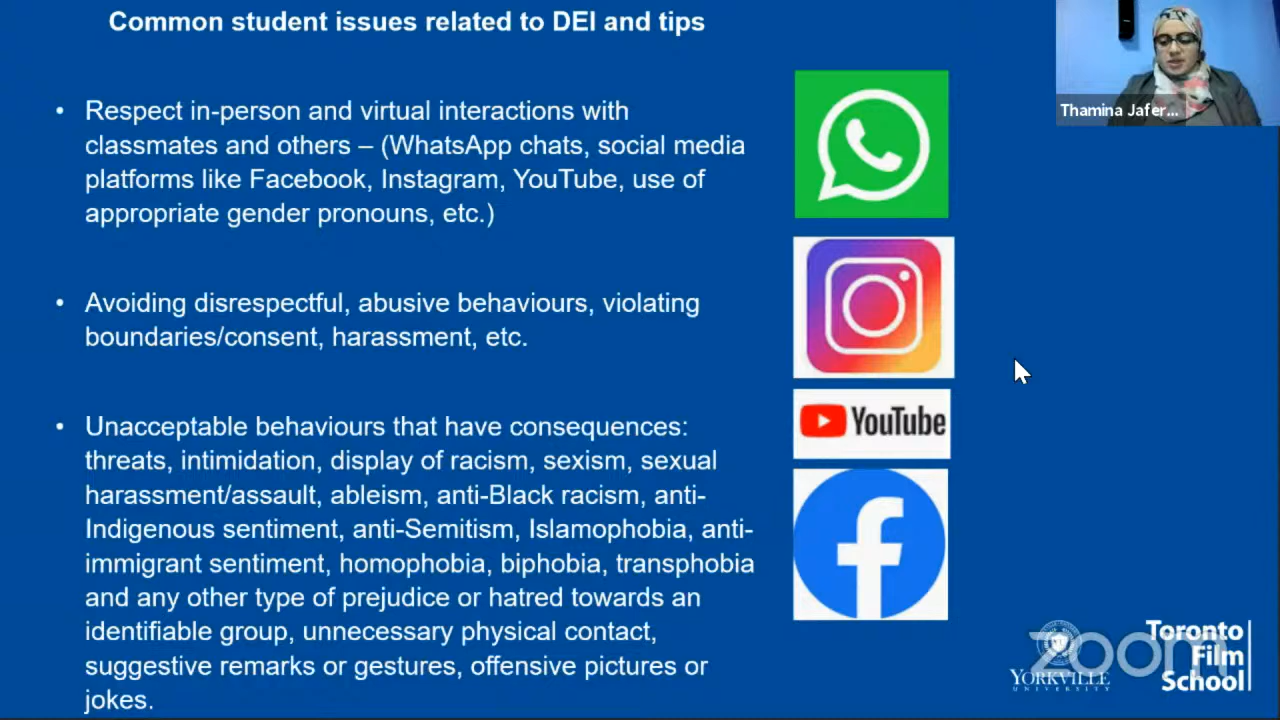 Common student issues related to DEI and tips
Thamina Jafer...
• Respect in-person and virtual interactions with
classmates and others – (WhatsApp chats, social media
platforms like Facebook, Instagram, YouTube, use of
appropriate gender pronouns, etc.)
• Avoiding disrespectful, abusive behaviours, violating
boundaries/consent, harassment, etc.
YouTube
• Unacceptable behaviours that have consequences:
threats, intimidation, display of racism, sexism, sexual
harassment/assault, ableism, anti-Black racism, anti-
Indigenous sentiment, anti-Semitism, Islamophobia, anti-
immigrant sentiment, homophobia, biphobia, transphobia
and any other type of prejudice or hatred towards an
identifiable group, unnecessary physical contact,
suggestive remarks or gestures, offensive pictures or
jokes.
zoom
YORKVILLE
UNIVERSITY
Toronto
Film
School